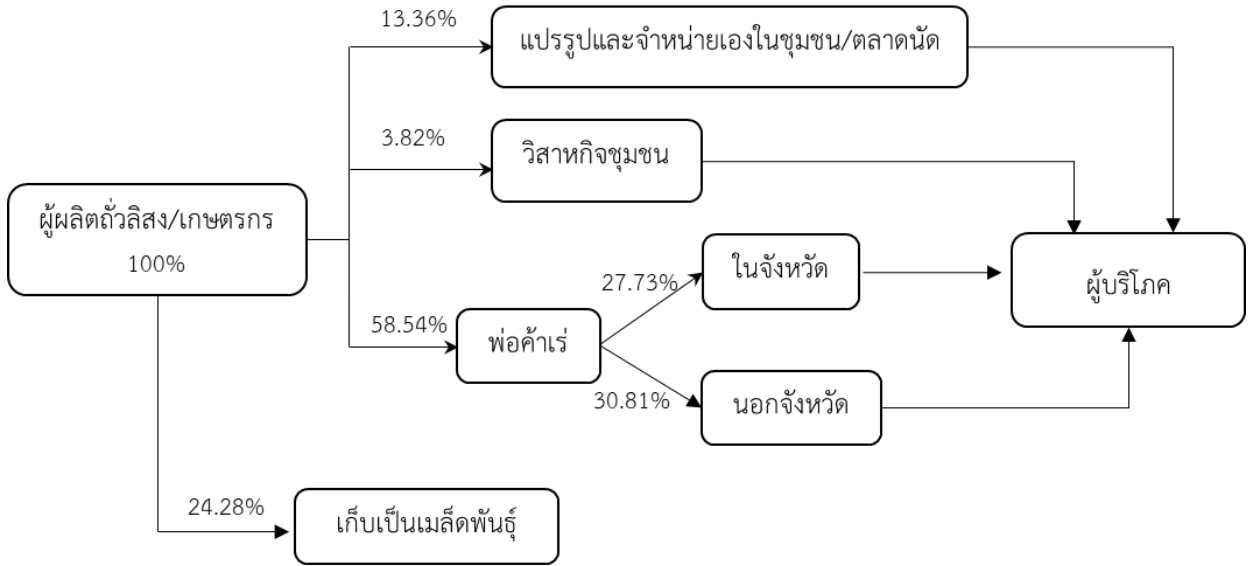 13.36%
แปรรูปและจำหน่ายเองในชุมชน/ตลาดนัด
3.82%
วิสาหกิจชุมชน
ผู้ผลิตถั่วลิสง/เกษตรกร
100%
27.73%
ในจังหวัด
ผู้บริโภค
58.54%
พ่อค้าเร่
30.81%
นอกจังหวัด
24.28%
เก็บเป็นเมล็ดพันธุ์